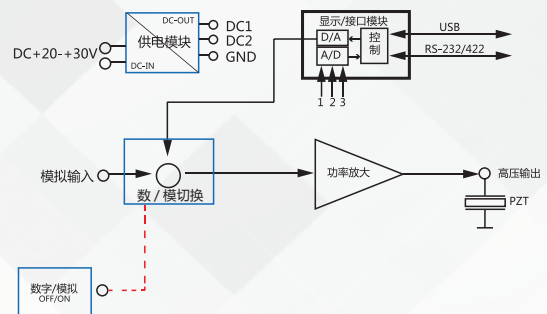 DC-OUT
供电模块
DC-IN
DC+20-+30V
DC1
DC2
GND
显示/接口模块
D/A
A/D
控制
1 2 3
USB
RS-232/422
模拟输入
数/模切换
功率放大
高压输出
PZT
数字/模拟
OFF/ON